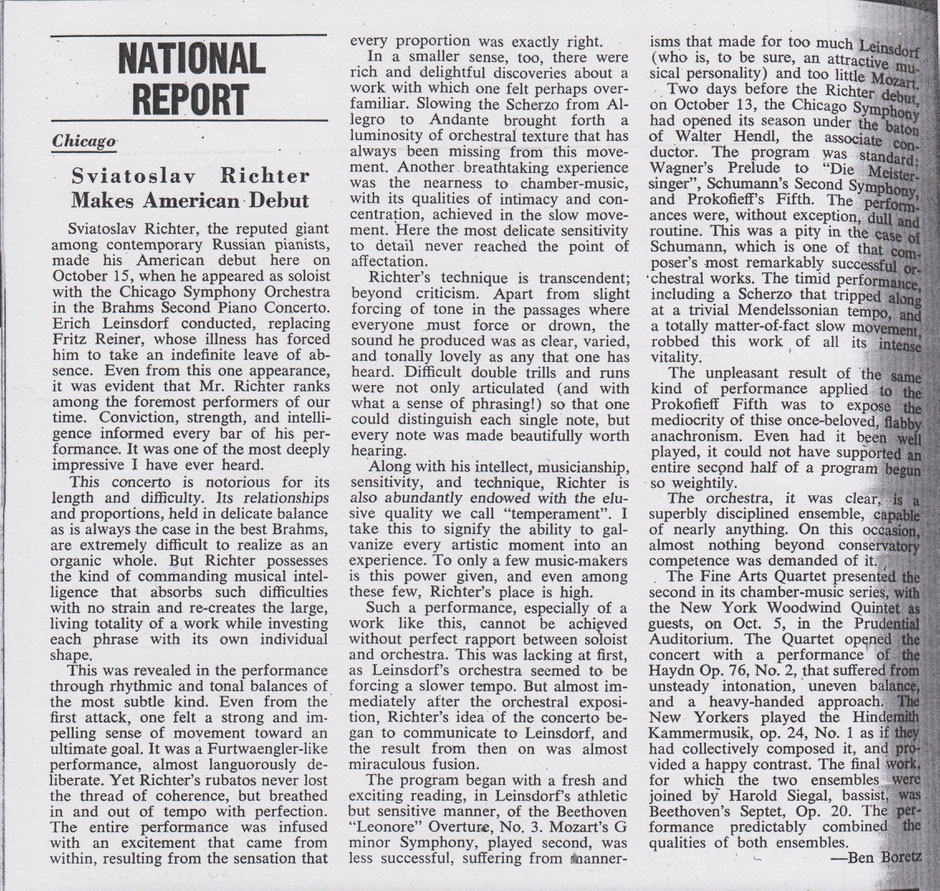 NATIONAL
REPORT
Chicago
Sviatoslav Richter
Makes American Debut
Sviatoslav Richter, the reputed giant
among contemporary Russian pianists,
made his American debut here on
October 15, when he appeared as soloist
with the Chicago Symphony Orchestra
in the Brahms Second Piano Concerto.
Erich Leinsdorf conducted, replacing
Fritz Reiner, whose illness has forced
him to take an indefinite leave of ab-
sence. Even from this one appearance,
it was evident that Mr. Richter ranks
among the foremost performers of our
time. Conviction, strength, and intelli-
gence informed every bar of his per-
formance. It was one of the most deeply
impressive I have ever heard.
This concerto is notorious for its
length and difficulty. Its relationships
and proportions, held in delicate balance
as is always the case in the best Brahms,
are extremely difficult to realize as an
organic whole. But Richter possesses
the kind of commanding musical intel-
ligence that absorbs such difficulties
with no strain and re-creates the large,
living totality of a work while investing
each phrase with its own individual
shape.
This was revealed in the performance
through rhythmic and tonal balances of
the most subtle kind. Even from the
first attack, one felt a strong and im-
pelling sense of movement toward an
ultimate goal. It was a Furtwaengler-like
performance, almost languorously de-
liberate. Yet Richter's rubatos never lost
the thread of coherence, but breathed
in and out of tempo with perfection.
The entire performance was infused
with an excitement that came from
within, resulting from the sensation that
every proportion was exactly right.
In a smaller sense, too, there were
rich and delightful discoveries about a
work with which one felt perhaps over-
familiar. Slowing the Scherzo from Al-
legro to Andante brought forth a
luminosity of orchestral texture that has
always been missing from this move-
ment. Another breathtaking experience
was the nearness to chamber-music,
with its qualities of intimacy and con-
centration, achieved in the slow move-
ment. Here the most delicate sensitivity
to detail never reached the point of
affectation.
Richter's technique is transcendent;
beyond criticism. Apart from slight
forcing of tone in the passages where
everyone must force or drown, the
sound he produced was as clear, varied,
and tonally lovely as any that one has
heard. Difficult double trills and runs
were not only articulated (and with
what a sense of phrasing!) so that one
could distinguish each single note, but
every note was made beautifully worth
hearing.
Along with his intellect, musicianship,
sensitivity, and technique, Richter is
also abundantly endowed with the elu-
sive quality we call "temperament". I
take this to signify the ability to gal-
vanize every artistic moment into an
experience. To only a few music-makers
is this power given, and even among
these few, Richter's place is high.
Such a performance, especially of a
work like this, cannot be achieved
without perfect rapport between soloist
and orchestra. This was lacking at first,
as Leinsdorf's orchestra seemed to be
forcing a slower tempo. But almost im-
mediately after the orchestral exposi-
tion, Richter's idea of the concerto be-
gan to communicate to Leinsdorf, and
the result from then on was almost
miraculous fusion.
The program began with a fresh and
exciting reading, in Leinsdorf's athletic
but sensitive manner, of the Beethoven
"Leonore" Overture, No. 3. Mozart's G
minor Symphony, played second, was
less successful, suffering from manner-
isms that made for too much Leinsdorf
(who is, to be sure, an attractive mu-
sical personality) and too little Mozart.
Two days before the Richter debut,
on October 13, the Chicago Symphony
had opened its season under the baton
of Walter Hendl, the associate con-
ductor. The program was standard:
Wagner's Prelude to "Die Meister-
singer", Schumann's Second Symphony,
and Prokofieff's Fifth. The perform-
ances were, without exception, dull and
routine. This was a pity in the case of
Schumann, which is one of that com-
poser's most remarkably successful or-
chestral works. The timid performance,
including a Scherzo that tripped along
at a trivial Mendelssonian tempo, and
a totally matter-of-fact slow movement,
robbed this work of all its intense
vitality.
The unpleasant result of the same
kind of performance applied to the
Prokofieff Fifth was to expose the
mediocrity of thise once-beloved, flabby
anachronism. Even had it been well
played, it could not have supported an
entire second half of a program begun
so weightily.
The orchestra, it was clear, is a
superbly disciplined ensemble, capable
of nearly anything. On this occasion,
almost nothing beyond conservatory
competence was demanded of it.
The Fine Arts Quartet presented the
second in its chamber-music series, with
the New York Woodwind Quintet as
guests, on Oct. 5, in the Prudential
Auditorium. The Quartet opened the
concert with a performance of the
Haydn Op. 76, No. 2, that suffered from
unsteady intonation, uneven balance,
and a heavy-handed approach. The
New Yorkers played the Hindemith
Kammermusik, op. 24, No. 1 as if they
had collectively composed it, and pro-
vided a happy contrast. The final work,
for which the two ensembles were
joined by Harold Siegal, bassist, was
Beethoven's Septet, Op. 20. The per-
formance predictably combined the
qualities of both ensembles.
—Ben Boretz